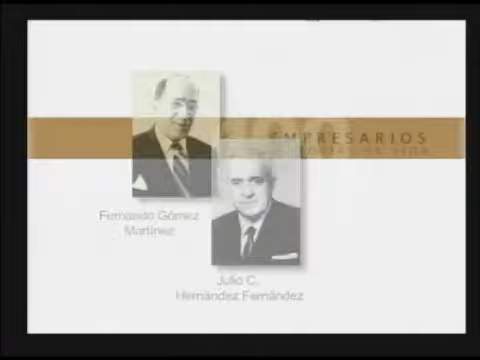 EMPRESARIOS
Fernando Gómez
Martínez
Julio C.
Hernández Fernández